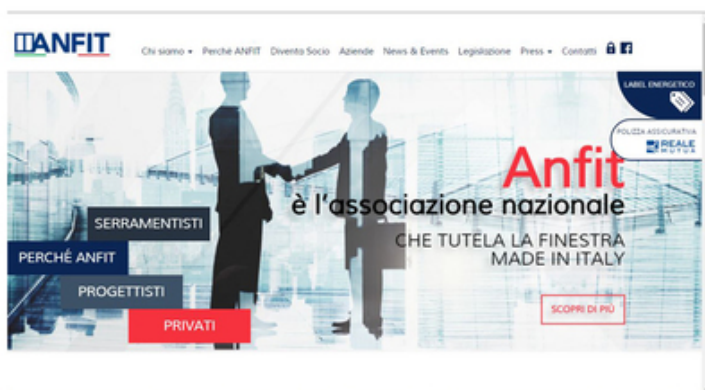 ANFIT
Chi siamo Perché ANFIT Diventa Socio Aziende News & Events Legislazione Press Contatti
LABEL ENERGETICO
POLIZZA ASSICURATIVA
REALE
MUTUA
Anfit
è l'associazione nazionale
CHE TUTELA LA FINESTRA
MADE IN ITALY
SCOPRI DI PIÙ
SERRAMENTISTI
PERCHÉ ANFIT
PROGETTISTI
PRIVATI